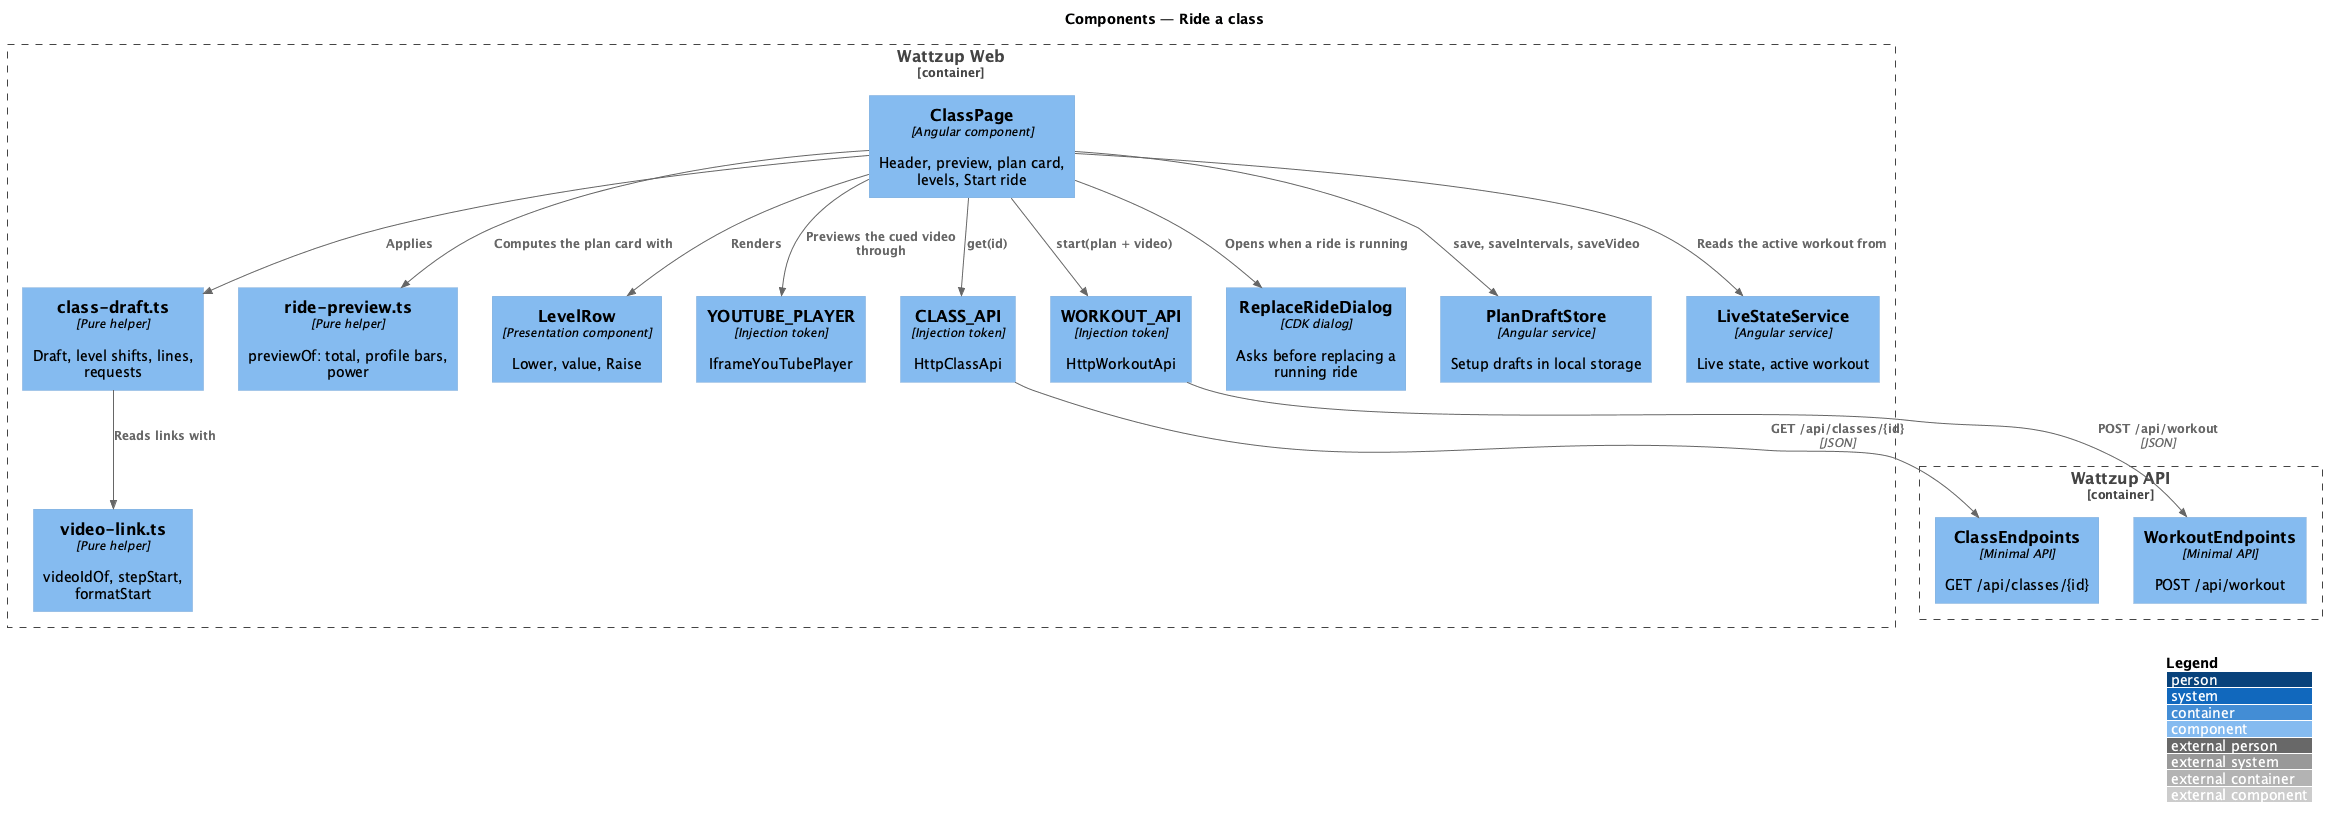 Components — Ride a class
Wattzup Web
[container]
ClassPage
[Angular component]
Header, preview, plan card,
levels, Start ride
Applies
Computes the plan card with
Renders
Previews the cued video
through
get(id)
start(plan + video)
Opens when a ride is running
save, saveIntervals, saveVideo
Reads the active workout from
class-draft.ts
[Pure helper]
Draft, level shifts, lines,
requests
ride-preview.ts
[Pure helper]
previewOf: total, profile bars,
power
LevelRow
[Presentation component]
Lower, value, Raise
YOUTUBE_PLAYER
[Injection token]
IframeYouTubePlayer
CLASS_API
[Injection token]
HttpClassApi
WORKOUT_API
[Injection token]
HttpWorkoutApi
ReplaceRideDialog
[CDK dialog]
Asks before replacing a
running ride
PlanDraftStore
[Angular service]
Setup drafts in local storage
LiveStateService
[Angular service]
Live state, active workout
Reads links with
GET /api/classes/{id}
[JSON]
POST /api/workout
[JSON]
video-link.ts
[Pure helper]
videoIdOf, stepStart,
formatStart
Wattzup API
[container]
ClassEndpoints
[Minimal API]
GET /api/classes/{id}
WorkoutEndpoints
[Minimal API]
POST /api/workout
Legend
person
system
container
component
external person
external system
external container
external component